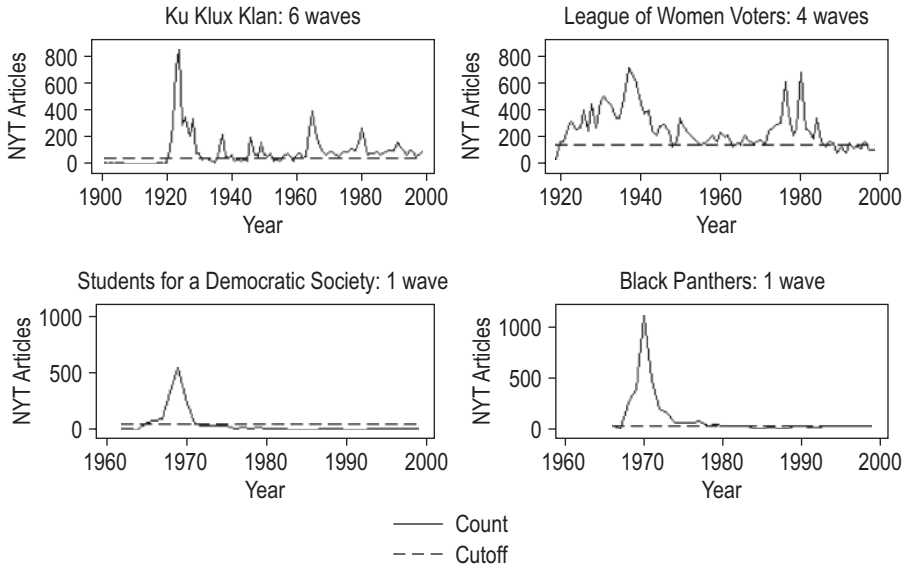 Ku Klux Klan: 6 waves
NYT Articles
800
600
400
200
0
1900 1920 1940 1960 1980 2000
Year
League of Women Voters: 4 waves
NYT Articles
800
600
400
200
0
1920 1940 1960 1980 2000
Year
Students for a Democratic Society: 1 wave
NYT Articles
1000
500
0
1960 1970 1980 1990 2000
Year
Black Panthers: 1 wave
NYT Articles
1000
500
0
1960 1970 1980 1990 2000
Year
Count
Cutoff